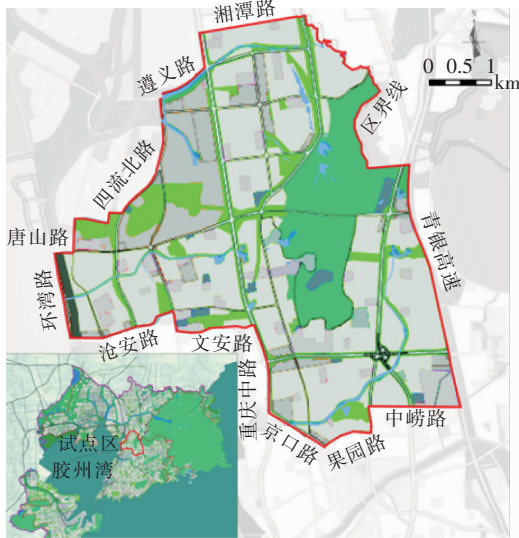 湘潭路
遵义路
0 0.5 1
km
区界线
四流北路
唐山路
青银高速
环湾路
沧安路
文安路
重庆中路
中崂路
京口路
果园路
试点区
胶州湾